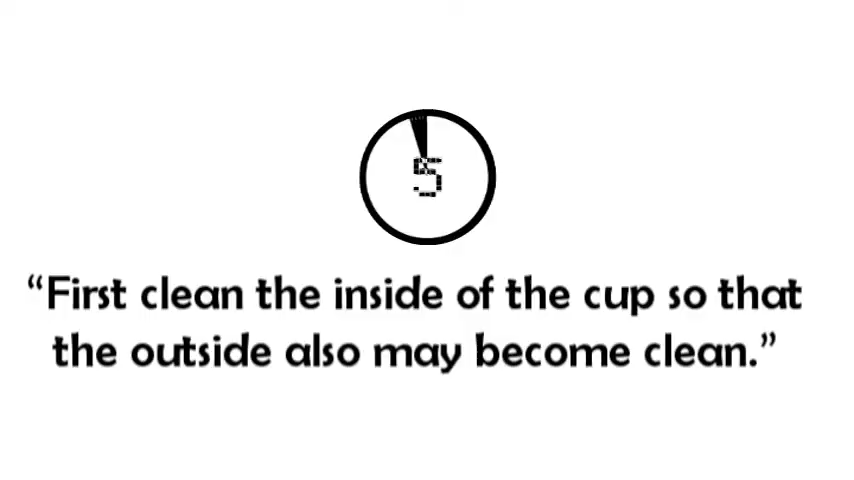 5
“First clean the inside of the cup so that
the outside also may become clean.”